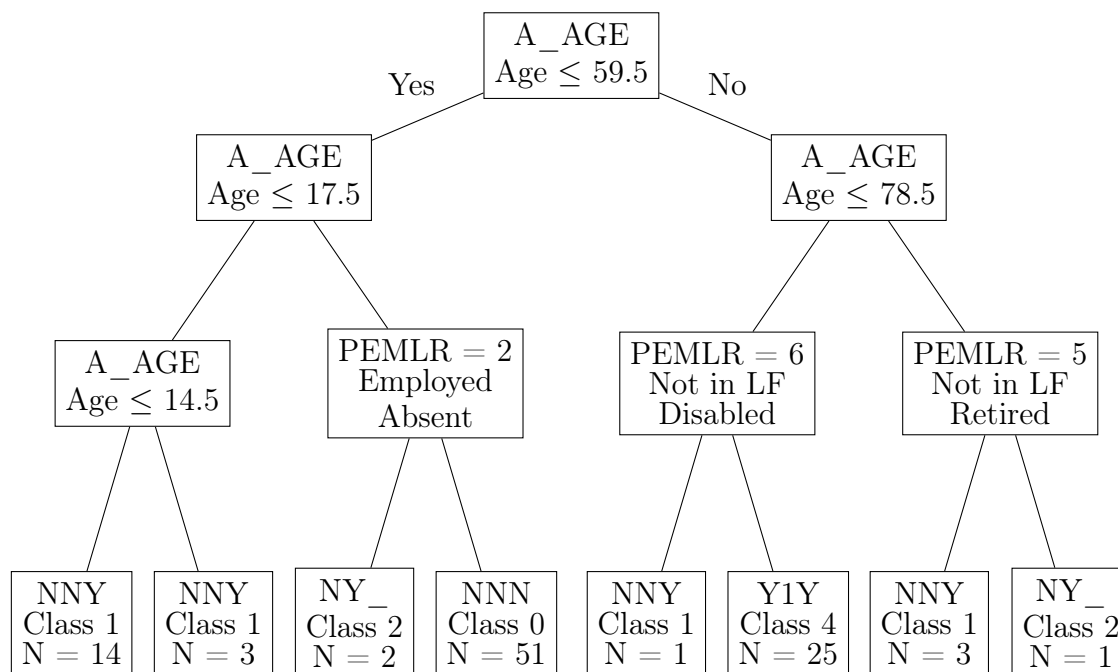 A_AGE
Age ≤ 59.5
Yes
No
A_AGE
Age ≤ 17.5
A_AGE
Age ≤ 78.5
A_AGE
Age ≤ 14.5
PEMLR = 2
Employed
Absent
PEMLR = 6
Not in LF
Disabled
PEMLR = 5
Not in LF
Retired
NNY
Class 1
N = 14
NNY
Class 1
N = 3
NY_
Class 2
N = 2
NNN
Class 0
N = 51
NNY
Class 1
N = 1
Y1Y
Class 4
N = 25
NNY
Class 1
N = 3
NY_
Class 2
N = 1